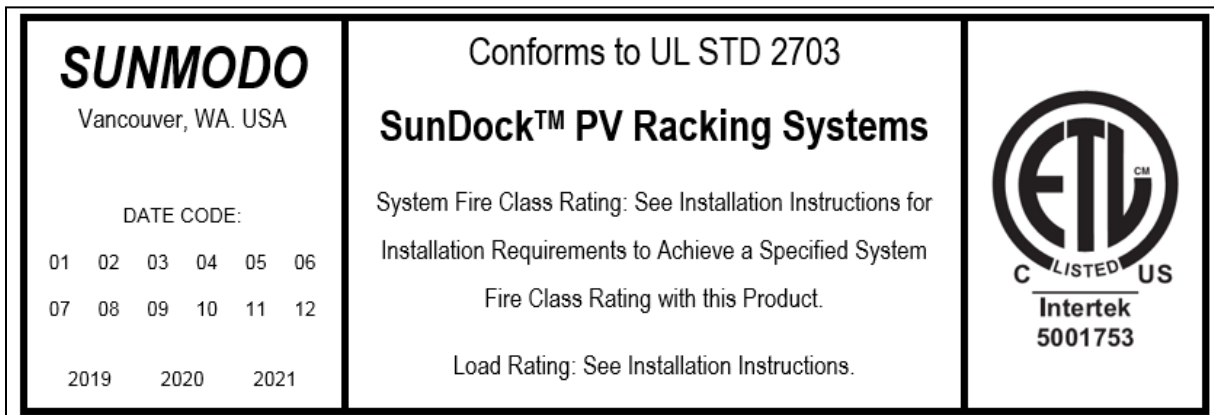 SUNMODO
Vancouver, WA. USA
DATE CODE:
01 02 03 04 05 06
07 08 09 10 11 12
2019 2020 2021
Conforms to UL STD 2703
SunDock™ PV Racking Systems
System Fire Class Rating: See Installation Instructions for
Installation Requirements to Achieve a Specified System
Fire Class Rating with this Product.
Load Rating: See Installation Instructions.
ETL
CM
LISTED
C US
Intertek
5001753